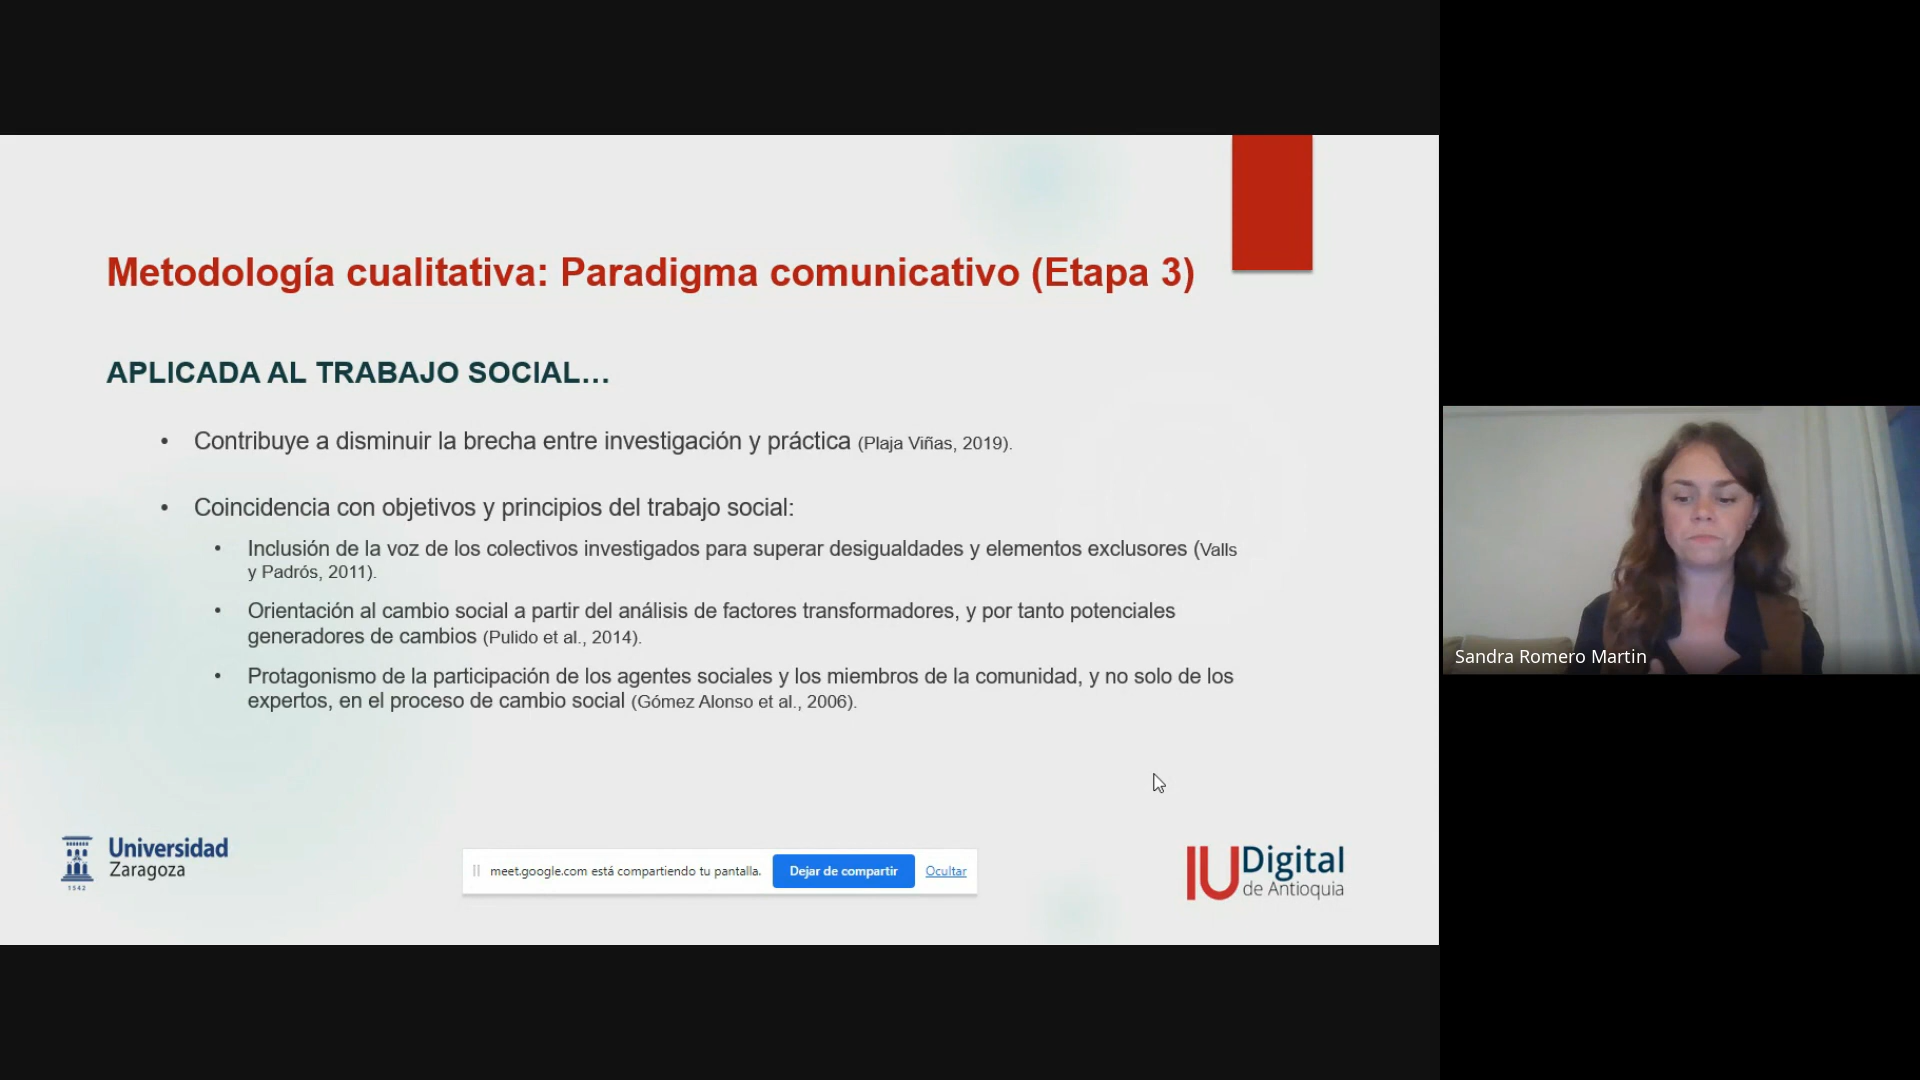 Metodología cualitativa: Paradigma comunicativo (Etapa 3)
APLICADA AL TRABAJO SOCIAL...
• Contribuye a disminuir la brecha entre investigación y práctica (Plaja Viñas, 2019).
• Coincidencia con objetivos y principios del trabajo social:
• Inclusión de la voz de los colectivos investigados para superar desigualdades y elementos exclusores (Valls
y Padrós, 2011).
• Orientación al cambio social a partir del análisis de factores transformadores, y por tanto potenciales
generadores de cambios (Pulido et al., 2014).
• Protagonismo de la participación de los agentes sociales y los miembros de la comunidad, y no solo de los
expertos, en el proceso de cambio social (Gómez Alonso et al., 2006).
Universidad
Zaragoza
1542
meet.google.com está compartiendo tu pantalla.
Dejar de compartir
Ocultar
IU Digital
de Antioquia
Sandra Romero Martin